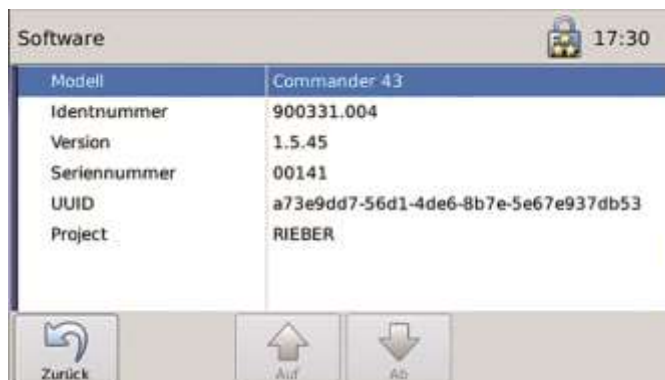 Software 17:30
Modell Commander 43
Identnummer 900331.004
Version 1.5.45
Seriennummer 00141
UUID a73e9dd7-56d1-4de6-8b7e-5e67e937db53
Project RIEBER
Zurück Auf Ab